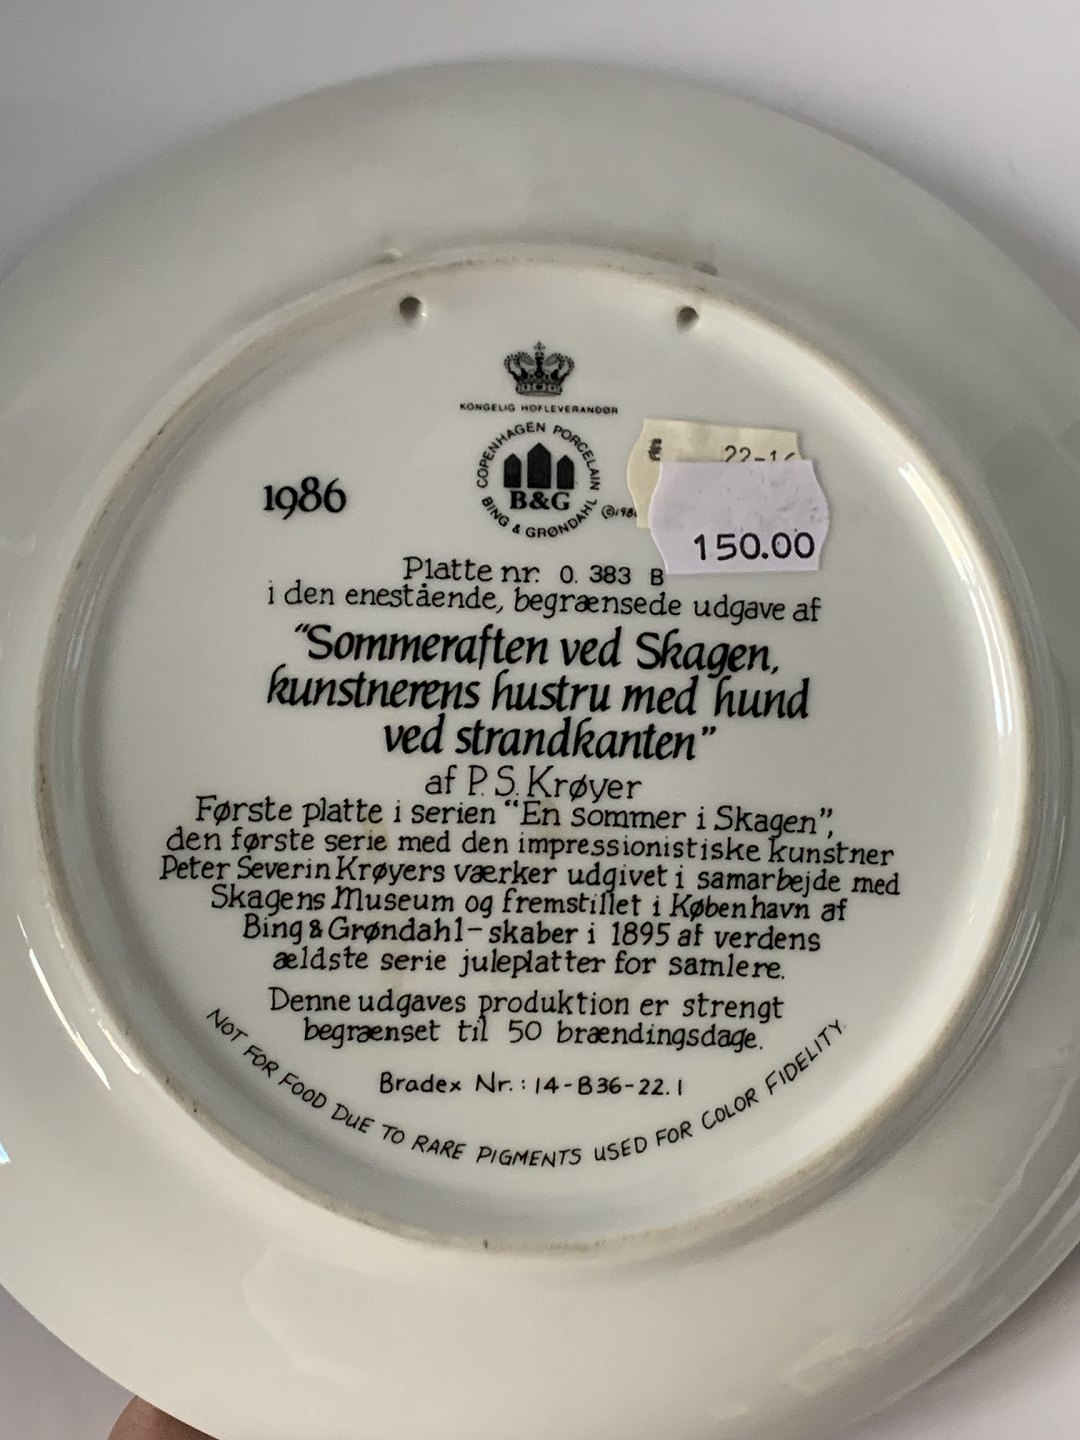 KONGELIG HOFLEVERANDØR
COPENHAGEN PORCELAIN
B&G
BING & GRØNDAHL
1986
22-1
150.00
Platte nr. 0. 383 B
i den enestående, begrænsede udgave af
"Sommeraften ved Skagen,
kunstnerens hustru med hund
ved strandkanten"
af P. S. Krøyer
Første platte i serien "En sommer i Skagen",
den første serie med den impressionistiske kunstner
Peter Severin Krøyers værker udgivet i samarbejde med
Skagens Museum og fremstillet i København af
Bing & Grøndahl - skaber i 1895 af verdens
ældste serie juleplatter for samlere.
Denne udgaves produktion er strengt
begrænset til 50 brændingsdage.
Bradex Nr.: 14-B36-22.1
NOT FOR FOOD DUE TO RARE PIGMENTS USED FOR COLOR FIDELITY.